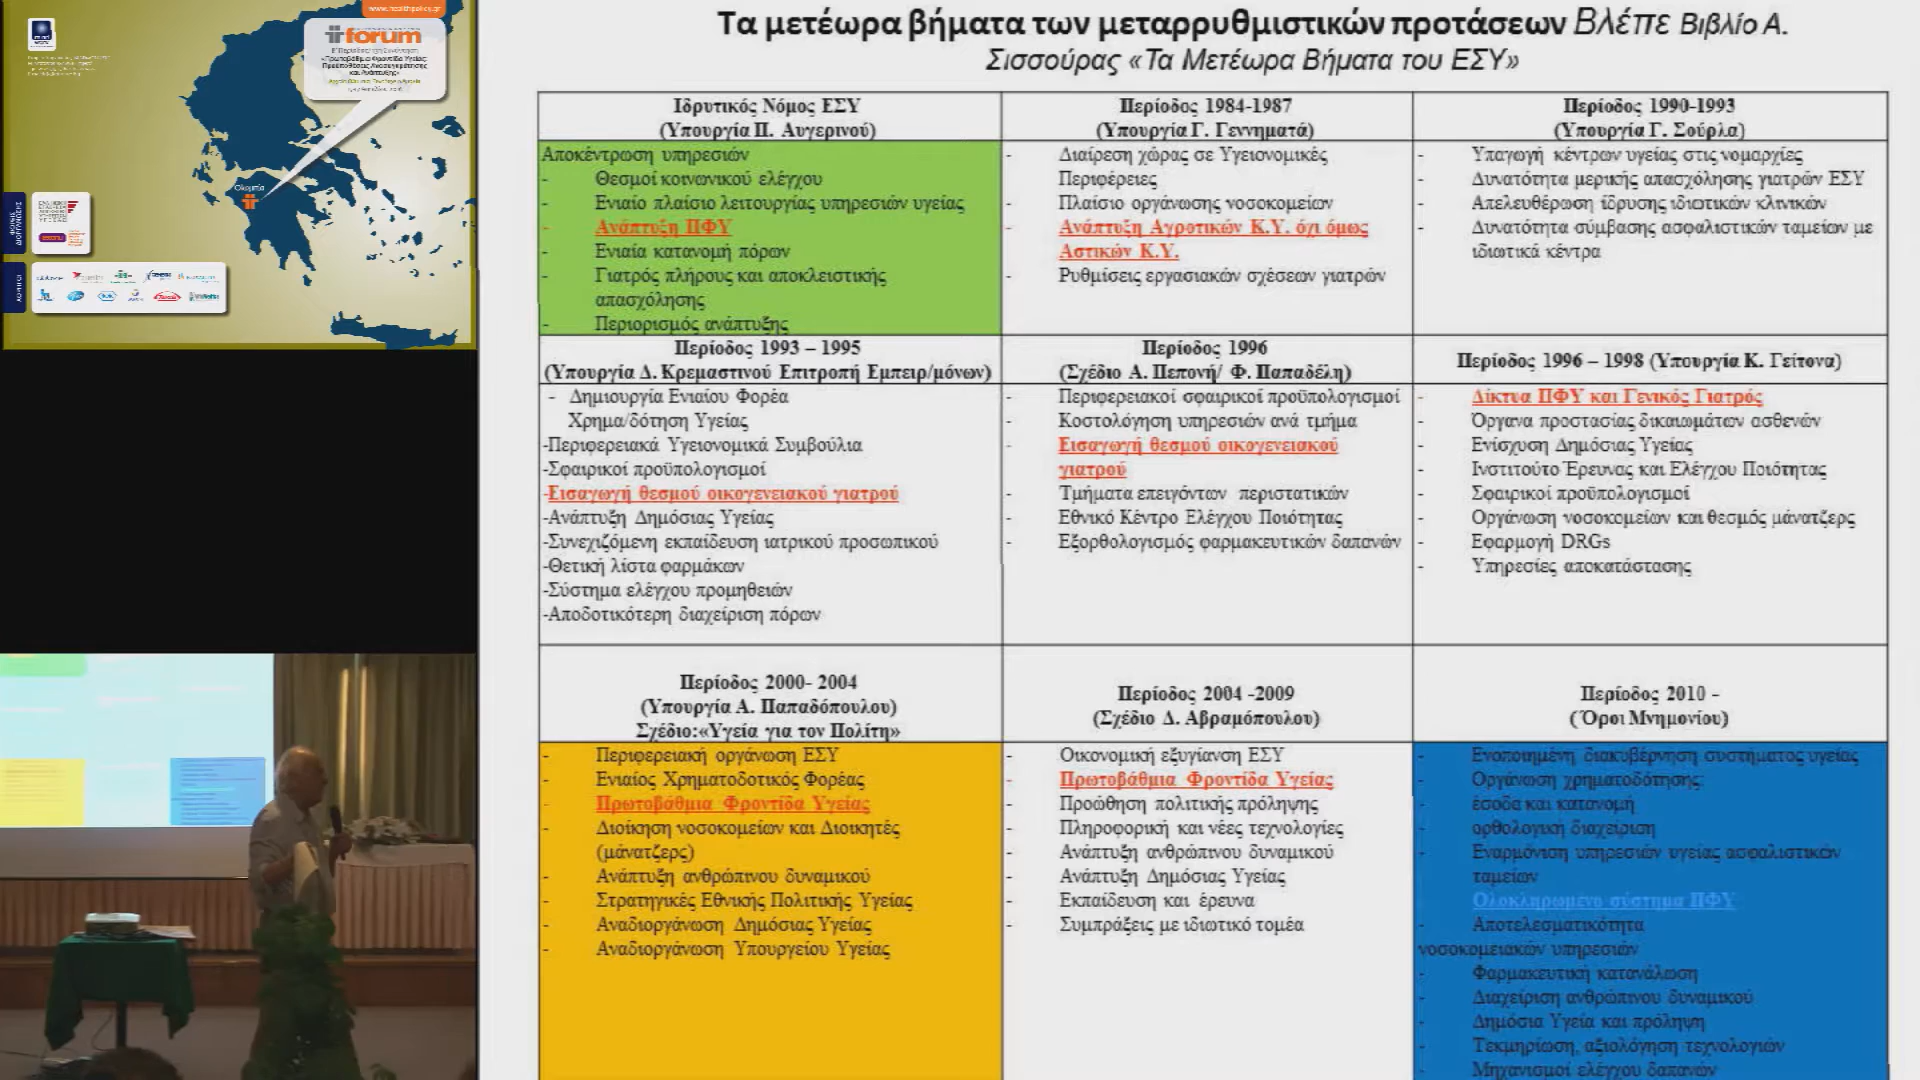 www.healthpolicy.gr
forum
«Πρωτοβάθμια Φροντίδα Υγείας:
Προϋποθέσεις Ανασυγκρότησης
και Ανάπτυξης»
Ολυμπία
ΧΟΡΗΓΟΙ
Τα μετέωρα βήματα των μεταρρυθμιστικών προτάσεων Βλέπε Βιβλίο Α.
Σισσούρας «Τα Μετέωρα Βήματα του ΕΣΥ»
Ιδρυτικός Νόμος ΕΣΥ
(Υπουργία Π. Αυγερινού)
Αποκέντρωση υπηρεσιών
- Θεσμοί κοινωνικού ελέγχου
- Ενιαίο πλαίσιο λειτουργίας υπηρεσιών υγείας
- Ανάπτυξη ΠΦΥ
- Ενιαία κατανομή πόρων
- Γιατρός πλήρους και αποκλειστικής
απασχόλησης
- Περιορισμός ανάπτυξης
Περίοδος 1984-1987
(Υπουργία Γ. Γεννηματά)
- Διαίρεση χώρας σε Υγειονομικές
Περιφέρειες
- Πλαίσιο οργάνωσης νοσοκομείων
- Ανάπτυξη Αγροτικών Κ.Υ. όχι όμως
Αστικών Κ.Υ.
- Ρυθμίσεις εργασιακών σχέσεων γιατρών
Περίοδος 1990-1993
(Υπουργία Γ. Σούρλα)
- Υπαγωγή κέντρων υγείας στις νομαρχίες
- Δυνατότητα μερικής απασχόλησης γιατρών ΕΣΥ
- Απελευθέρωση ίδρυσης ιδιωτικών κλινικών
- Δυνατότητα σύμβασης ασφαλιστικών ταμείων με
ιδιωτικά κέντρα
Περίοδος 1993 – 1995
(Υπουργία Δ. Κρεμαστινού Επιτροπή Εμπειρ/μόνων)
- Δημιουργία Ενιαίου Φορέα
Χρημα/δότηση Υγείας
-Περιφερειακά Υγειονομικά Συμβούλια
-Σφαιρικοί προϋπολογισμοί
-Εισαγωγή θεσμού οικογενειακού γιατρού
-Ανάπτυξη Δημόσιας Υγείας
-Συνεχιζόμενη εκπαίδευση ιατρικού προσωπικού
-Θετική λίστα φαρμάκων
-Σύστημα ελέγχου προμηθειών
-Αποδοτικότερη διαχείριση πόρων
Περίοδος 1996
(Σχέδιο Α. Πεπονή/ Φ. Παπαδέλη)
- Περιφερειακοί σφαιρικοί προϋπολογισμοί
- Κοστολόγηση υπηρεσιών ανά τμήμα
- Εισαγωγή θεσμού οικογενειακού
γιατρού
- Τμήματα επειγόντων περιστατικών
- Εθνικό Κέντρο Ελέγχου Ποιότητας
- Εξορθολογισμός φαρμακευτικών δαπανών
Περίοδος 1996 – 1998 (Υπουργία Κ. Γείτονα)
- Δίκτυα ΠΦΥ και Γενικός Γιατρός
- Όργανα προστασίας δικαιωμάτων ασθενών
- Ενίσχυση Δημόσιας Υγείας
- Ινστιτούτο Έρευνας και Ελέγχου Ποιότητας
- Σφαιρικοί προϋπολογισμοί
- Οργάνωση νοσοκομείων και θεσμός μάνατζερς
- Εφαρμογή DRGs
- Υπηρεσίες αποκατάστασης
Περίοδος 2000- 2004
(Υπουργία Α. Παπαδόπουλου)
Σχέδιο:«Υγεία για τον Πολίτη»
- Περιφερειακή οργάνωση ΕΣΥ
- Ενιαίος Χρηματοδοτικός Φορέας
- Πρωτοβάθμια Φροντίδα Υγείας
- Διοίκηση νοσοκομείων και Διοικητές
(μάνατζερς)
- Ανάπτυξη ανθρώπινου δυναμικού
- Στρατηγικές Εθνικής Πολιτικής Υγείας
- Αναδιοργάνωση Δημόσιας Υγείας
- Αναδιοργάνωση Υπουργείου Υγείας
Περίοδος 2004 -2009
(Σχέδιο Δ. Αβραμόπουλου)
- Οικονομική εξυγίανση ΕΣΥ
- Πρωτοβάθμια Φροντίδα Υγείας
- Προώθηση πολιτικής πρόληψης
- Πληροφορική και νέες τεχνολογίες
- Ανάπτυξη ανθρώπινου δυναμικού
- Ανάπτυξη Δημόσιας Υγείας
- Εκπαίδευση και έρευνα
- Συμπράξεις με ιδιωτικό τομέα
Περίοδος 2010 -
( Όροι Μνημονίου)
- Ενοποιημένη διακυβέρνηση συστήματος υγείας
- Οργάνωση χρηματοδότησης:
- έσοδα και κατανομή
- ορθολογική διαχείριση
- Εναρμόνιση υπηρεσιών υγείας ασφαλιστικών
ταμείων
Ολοκληρωμένο σύστημα ΠΦΥ
- Αποτελεσματικότητα
νοσοκομειακών υπηρεσιών
- Φαρμακευτική κατανάλωση
- Διαχείριση ανθρώπινου δυναμικού
- Δημόσια Υγεία και πρόληψη
- Τεκμηρίωση, αξιολόγηση τεχνολογιών
- Μηχανισμοί ελέγχου δαπανών